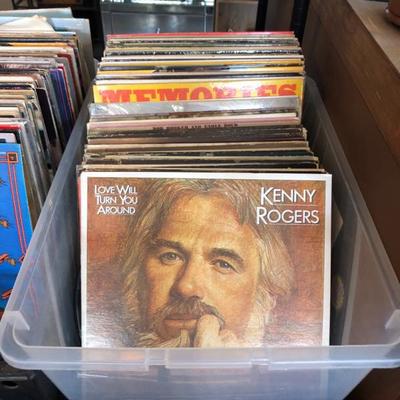 MEMORIES
LOVE WILL
TURN YOU
AROUND
KENNY
ROGERS